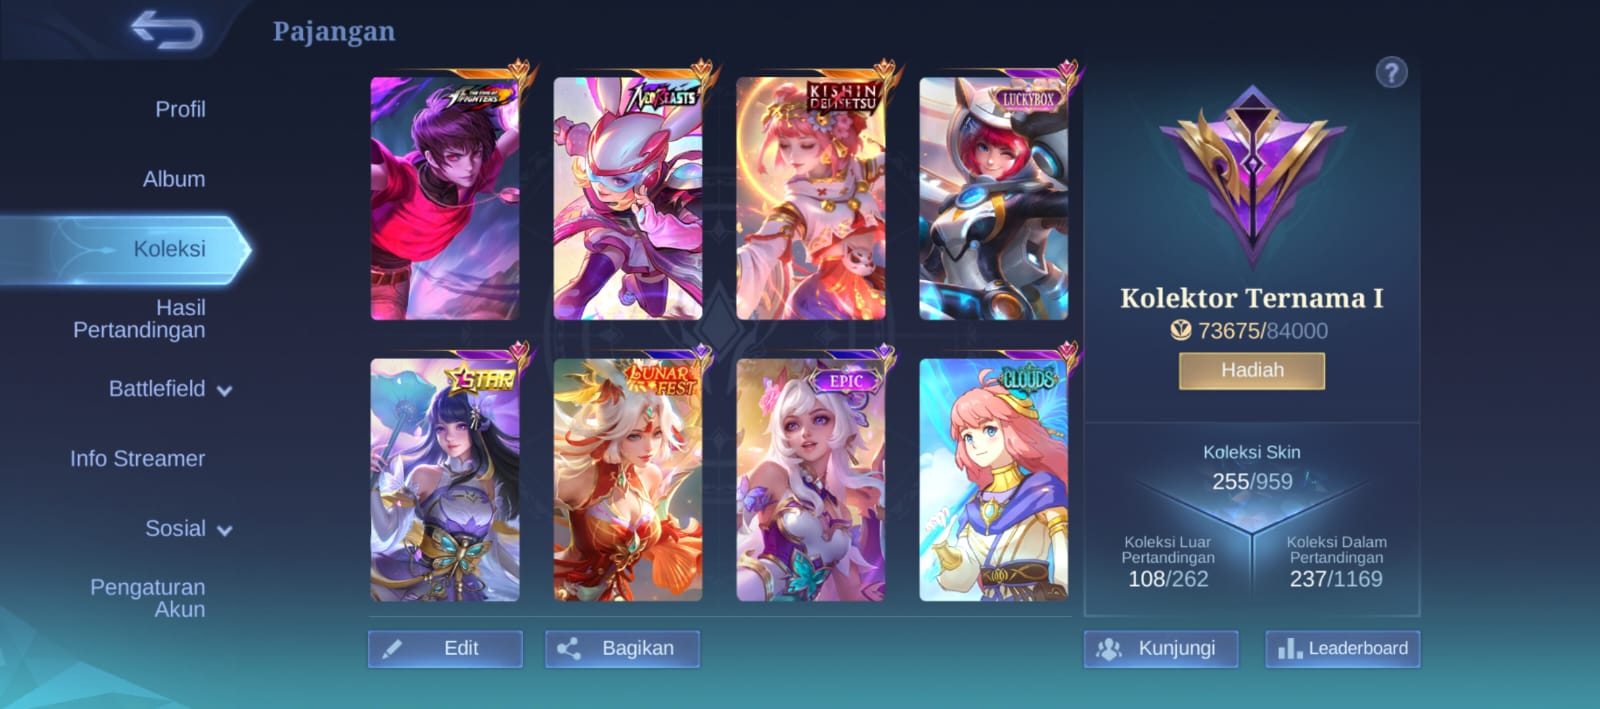 Pajangan
Profil
Album
Koleksi
Hasil
Pertandingan
Battlefield
Info Streamer
Sosial
Pengaturan
Akun
THE KING OF
FIGHTERS
NEOBEASTS
KISHIN
DENSETSU
LUCKYBOX
STAR
LUNAR
FEST
EPIC
CLOUDS
Edit
Bagikan
?
Kolektor Ternama I
73675/84000
Hadiah
Koleksi Skin
255/959
Koleksi Luar
Pertandingan
108/262
Koleksi Dalam
Pertandingan
237/1169
Kunjungi
Leaderboard